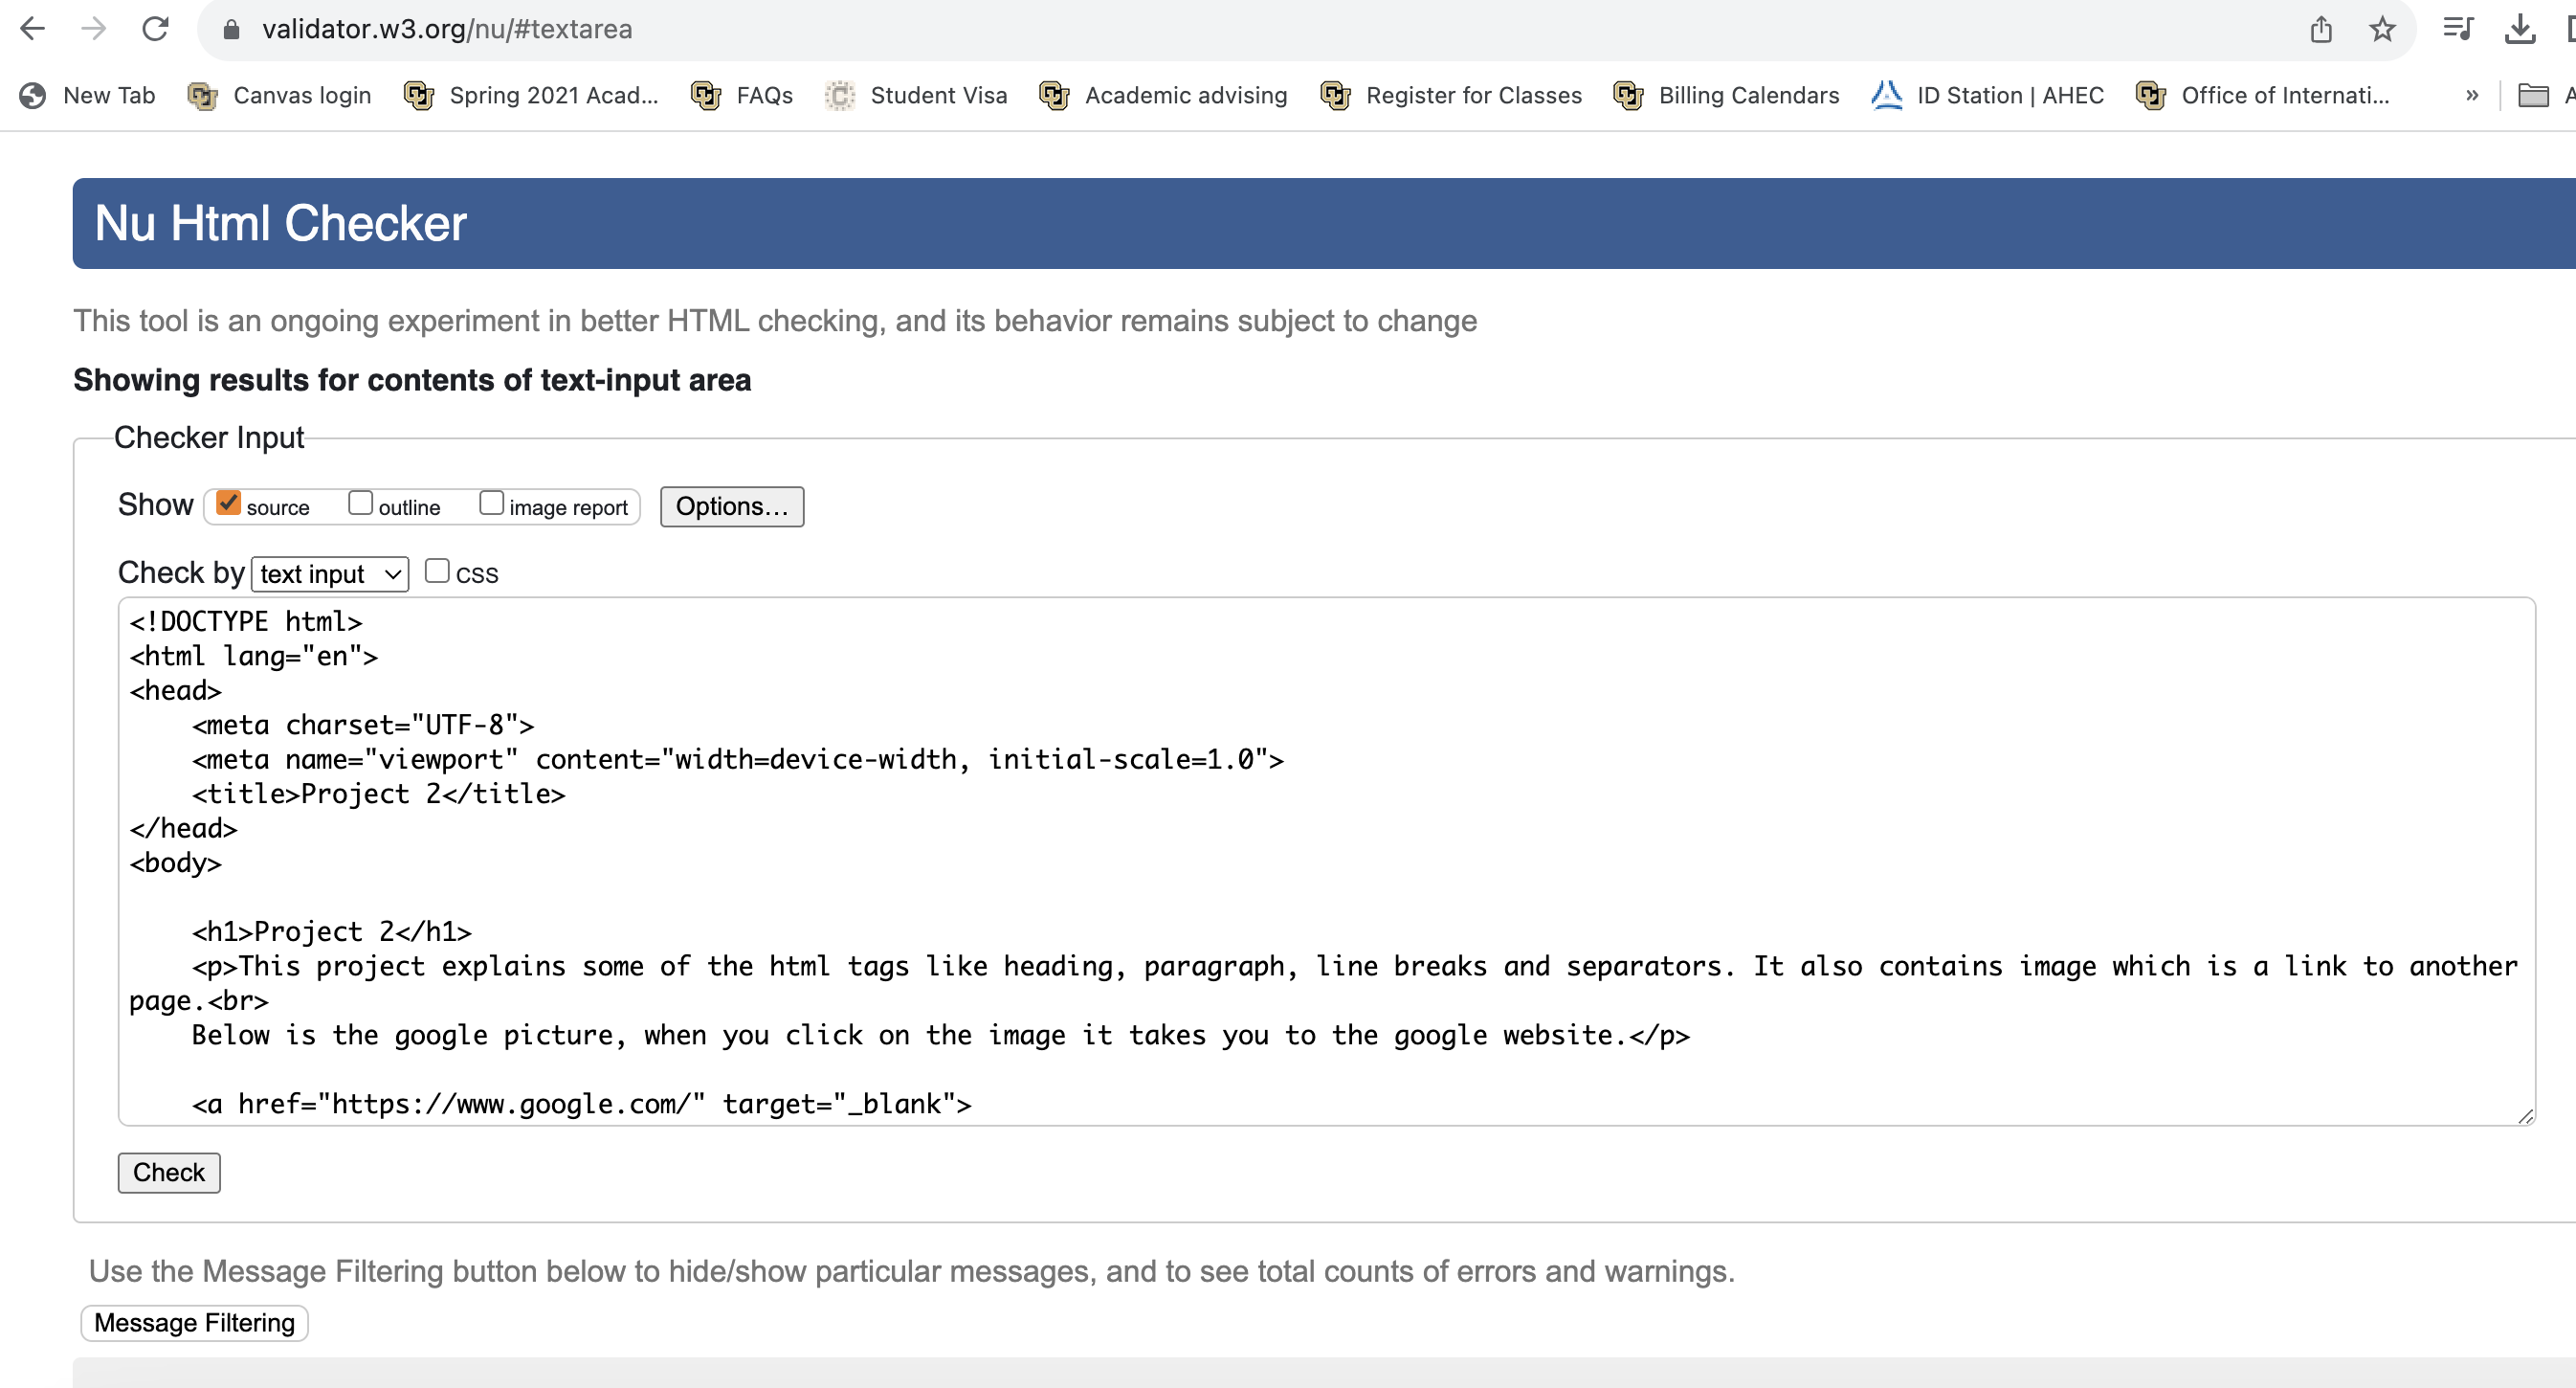 validator.w3.org/nu/#textarea
New Tab Canvas login Spring 2021 Acad... FAQs Student Visa Academic advising Register for Classes Billing Calendars ID Station | AHEC Office of Internati... »
Nu Html Checker
This tool is an ongoing experiment in better HTML checking, and its behavior remains subject to change
Showing results for contents of text-input area
Checker Input
Show source outline image report Options...
Check by text input CSS
<!DOCTYPE html>
<html lang="en">
<head>
    <meta charset="UTF-8">
    <meta name="viewport" content="width=device-width, initial-scale=1.0">
    <title>Project 2</title>
</head>
<body>
    <h1>Project 2</h1>
    <p>This project explains some of the html tags like heading, paragraph, line breaks and separators. It also contains image which is a link to another
page.<br>
    Below is the google picture, when you click on the image it takes you to the google website.</p>
    <a href="https://www.google.com/" target="_blank">
Check
Use the Message Filtering button below to hide/show particular messages, and to see total counts of errors and warnings.
Message Filtering